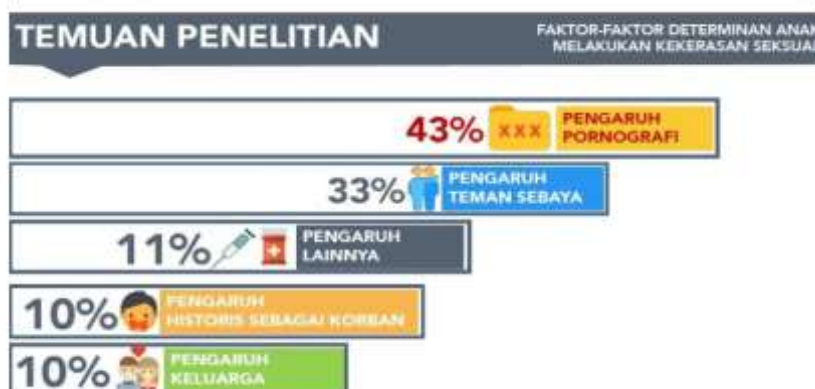 TEMUAN PENELITIAN
FAKTOR-FAKTOR DETERMINAN ANAK
MELAKUKAN KEKERASAN SEKSUAL
43% XXX PENGARUH
PORNOGRAFI
33% PENGARUH
TEMAN SEBAYA
11% PENGARUH
LAINNYA
10% PENGARUH
HISTORIS SEBAGAI KORBAN
10% PENGARUH
KELUARGA